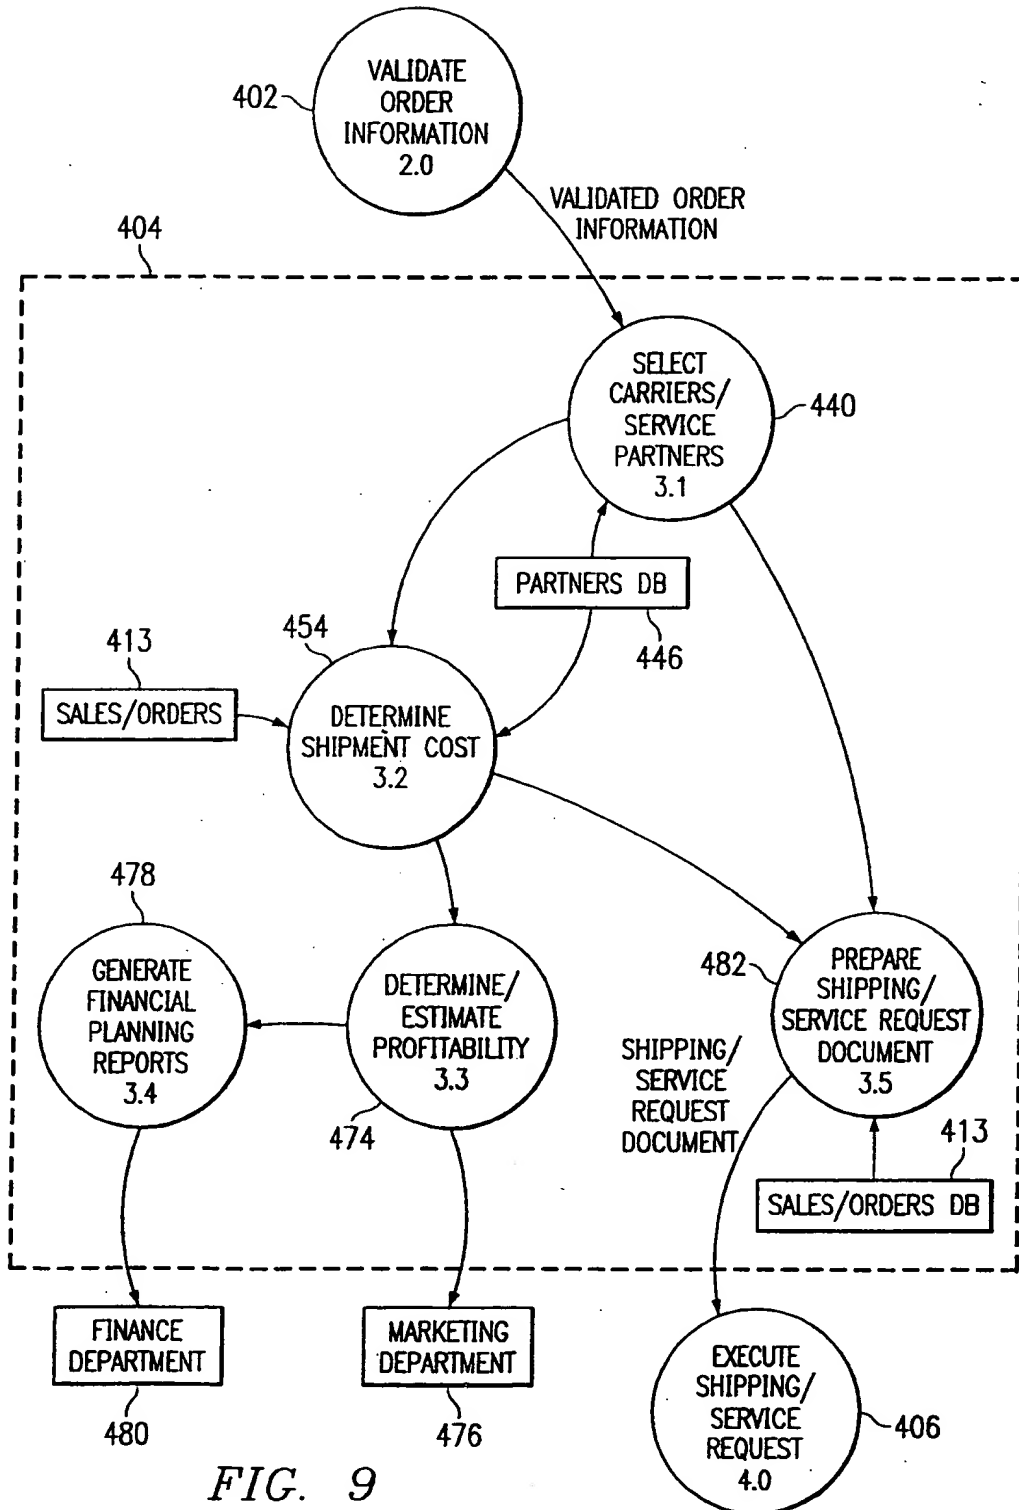 VALIDATE
ORDER
INFORMATION
2.0
402
VALIDATED ORDER
INFORMATION
404
SELECT
CARRIERS/
SERVICE
PARTNERS
3.1
440
PARTNERS DB
446
454
413
SALES/ORDERS
DETERMINE
SHIPMENT COST
3.2
478
GENERATE
FINANCIAL
PLANNING
REPORTS
3.4
DETERMINE/
ESTIMATE
PROFITABILITY
3.3
474
482
PREPARE
SHIPPING/
SERVICE REQUEST
DOCUMENT
3.5
SHIPPING/
SERVICE
REQUEST
DOCUMENT
413
SALES/ORDERS DB
FINANCE
DEPARTMENT
480
MARKETING
DEPARTMENT
476
EXECUTE
SHIPPING/
SERVICE
REQUEST
4.0
406
FIG. 9